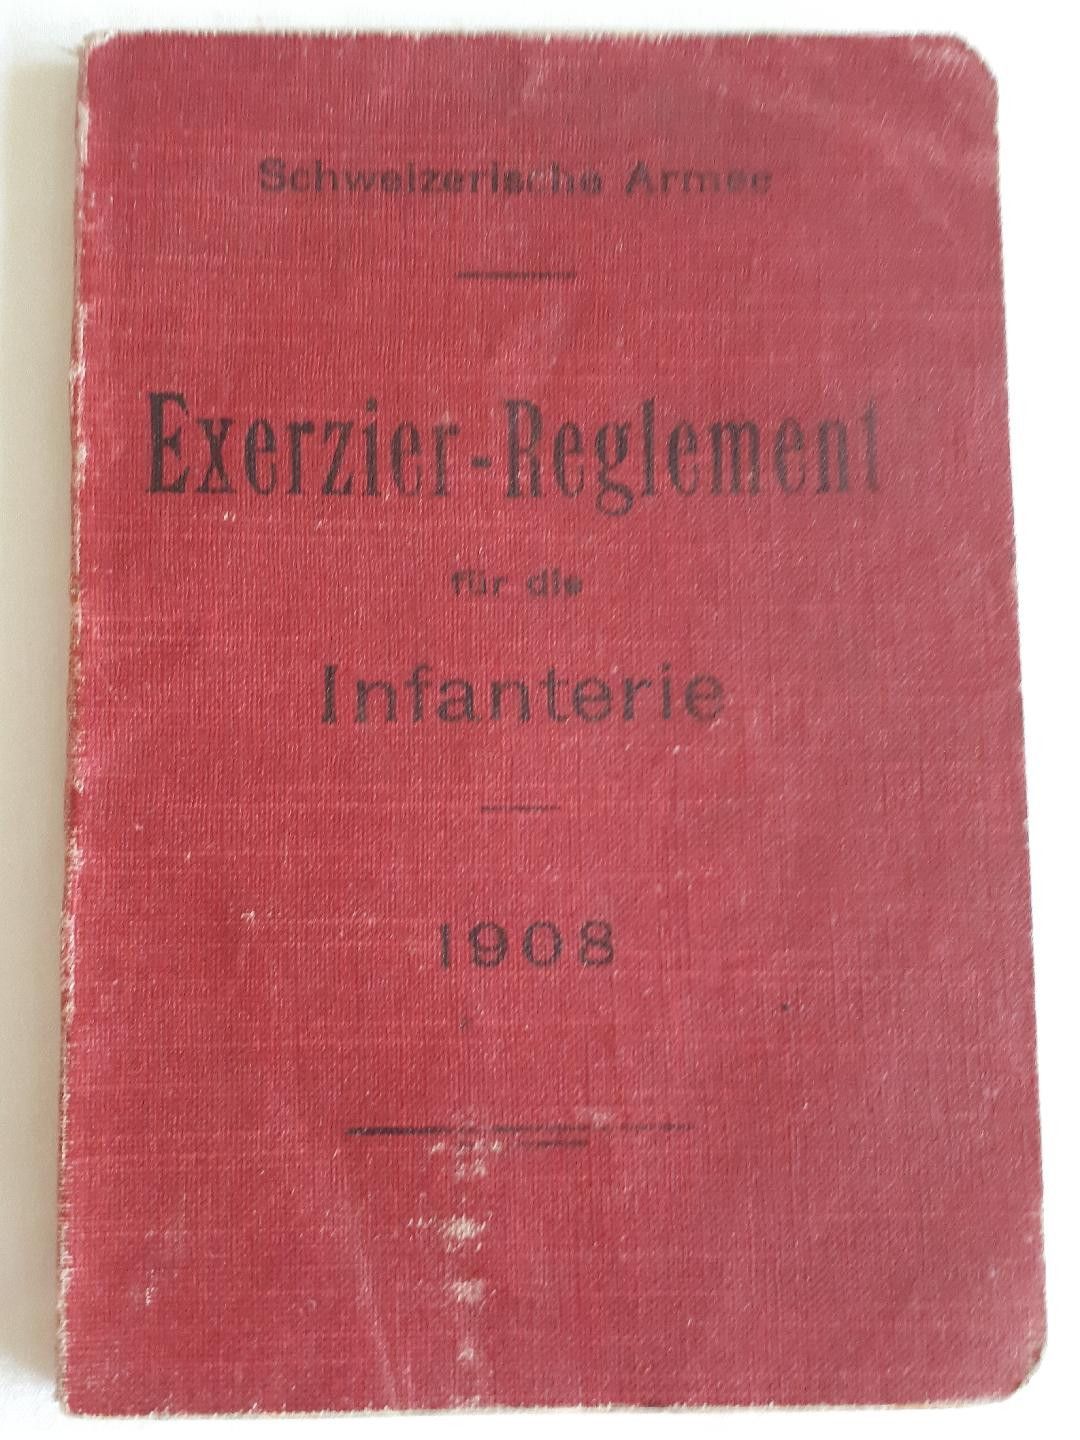 Schweizerische Armee
Exerzier-Reglement
für die
Infanterie
1908